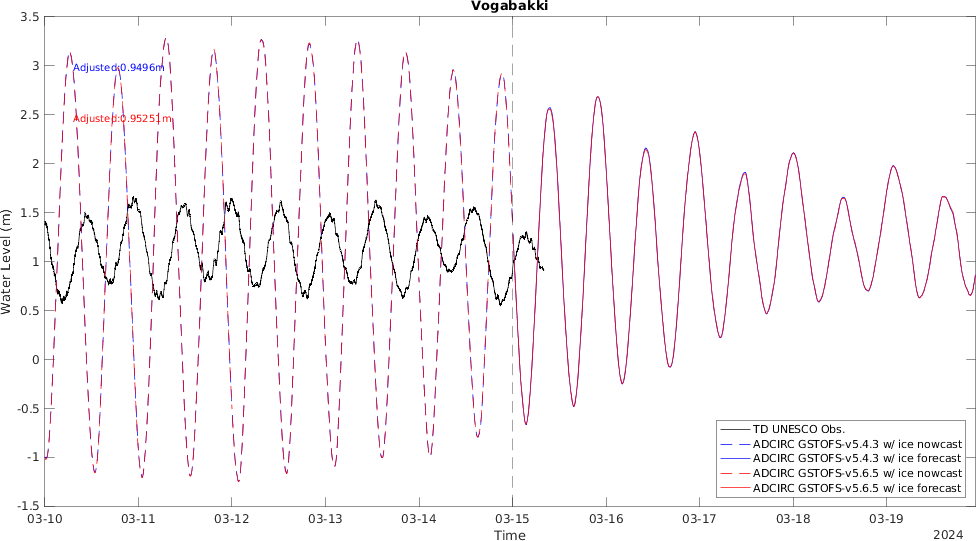 Vogabakki
3.5
3
2.5
2
1.5
1
0.5
0
-0.5
-1
-1.5
Water Level (m)
Adjusted:0.9496m
Adjusted:0.95251m
TD UNESCO Obs.
ADCIRC GSTOFS-v5.4.3 w/ ice nowcast
ADCIRC GSTOFS-v5.4.3 w/ ice forecast
ADCIRC GSTOFS-v5.6.5 w/ ice nowcast
ADCIRC GSTOFS-v5.6.5 w/ ice forecast
03-10 03-11 03-12 03-13 03-14 03-15 03-16 03-17 03-18 03-19
Time
2024